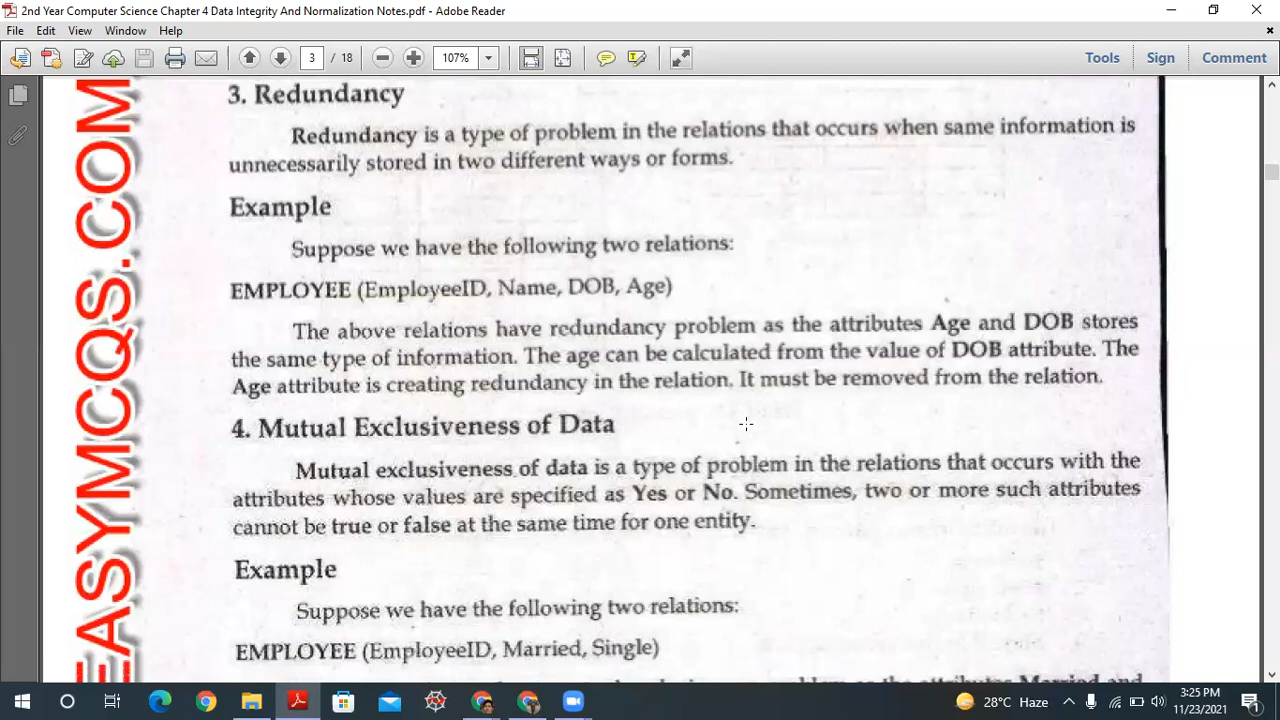 2nd Year Computer Science Chapter 4 Data Integrity And Normalization Notes.pdf - Adobe Reader
File Edit View Window Help
3 / 18 107% Tools Sign Comment
EASYMCQS.COM
3. Redundancy
Redundancy is a type of problem in the relations that occurs when same information is
unnecessarily stored in two different ways or forms.
Example
Suppose we have the following two relations:
EMPLOYEE (EmployeeID, Name, DOB, Age)
The above relations have redundancy problem as the attributes Age and DOB stores
the same type of information. The age can be calculated from the value of DOB attribute. The
Age attribute is creating redundancy in the relation. It must be removed from the relation.
4. Mutual Exclusiveness of Data
Mutual exclusiveness of data is a type of problem in the relations that occurs with the
attributes whose values are specified as Yes or No. Sometimes, two or more such attributes
cannot be true or false at the same time for one entity.
Example
Suppose we have the following two relations:
EMPLOYEE (EmployeeID, Married, Single)
as the attributes Married and
28°C Haze 3:25 PM
11/23/2021